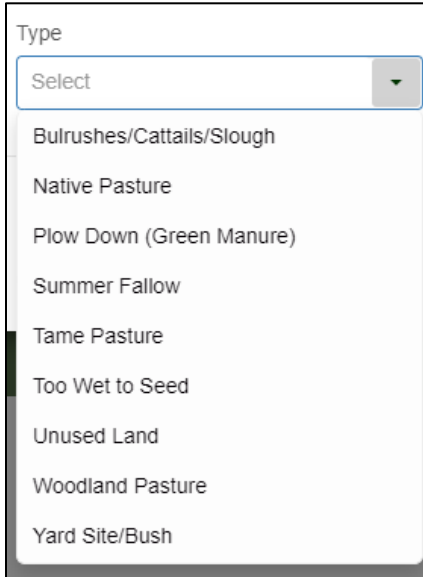 Type
Select
Bulrushes/Cattails/Slough
Native Pasture
Plow Down (Green Manure)
Summer Fallow
Tame Pasture
Too Wet to Seed
Unused Land
Woodland Pasture
Yard Site/Bush